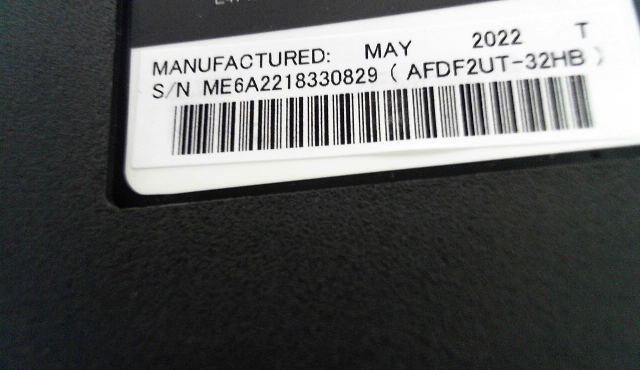 MANUFACTURED: MAY 2022 T
S/N ME6A2218330829 ( AFDF2UT-32HB )